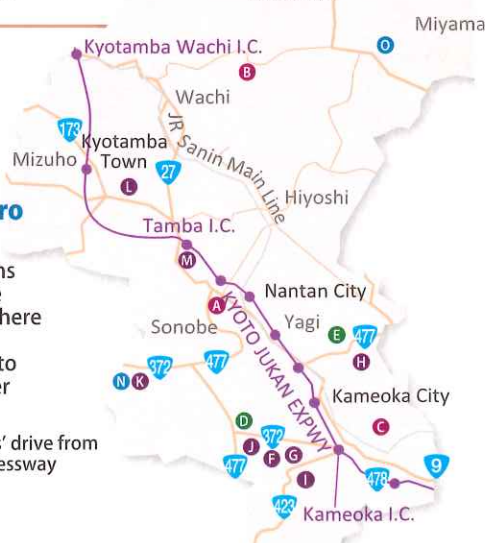 Miyama
O
Kyotamba Wachi I.C.
B
Wachi
173
Kyotamba
Town
JR Sanin Main Line
Mizuho
27
L
Hiyoshi
ro
Tamba I.C.
ns
M
here
A
Nantan City
KYOTO JUKAN EXPWY
Sonobe
Yagi
E
477
to
372
477
H
er
N
K
Kameoka City
D
C
' drive from
372
J
F
G
essway
477
9
I
478
423
Kameoka I.C.